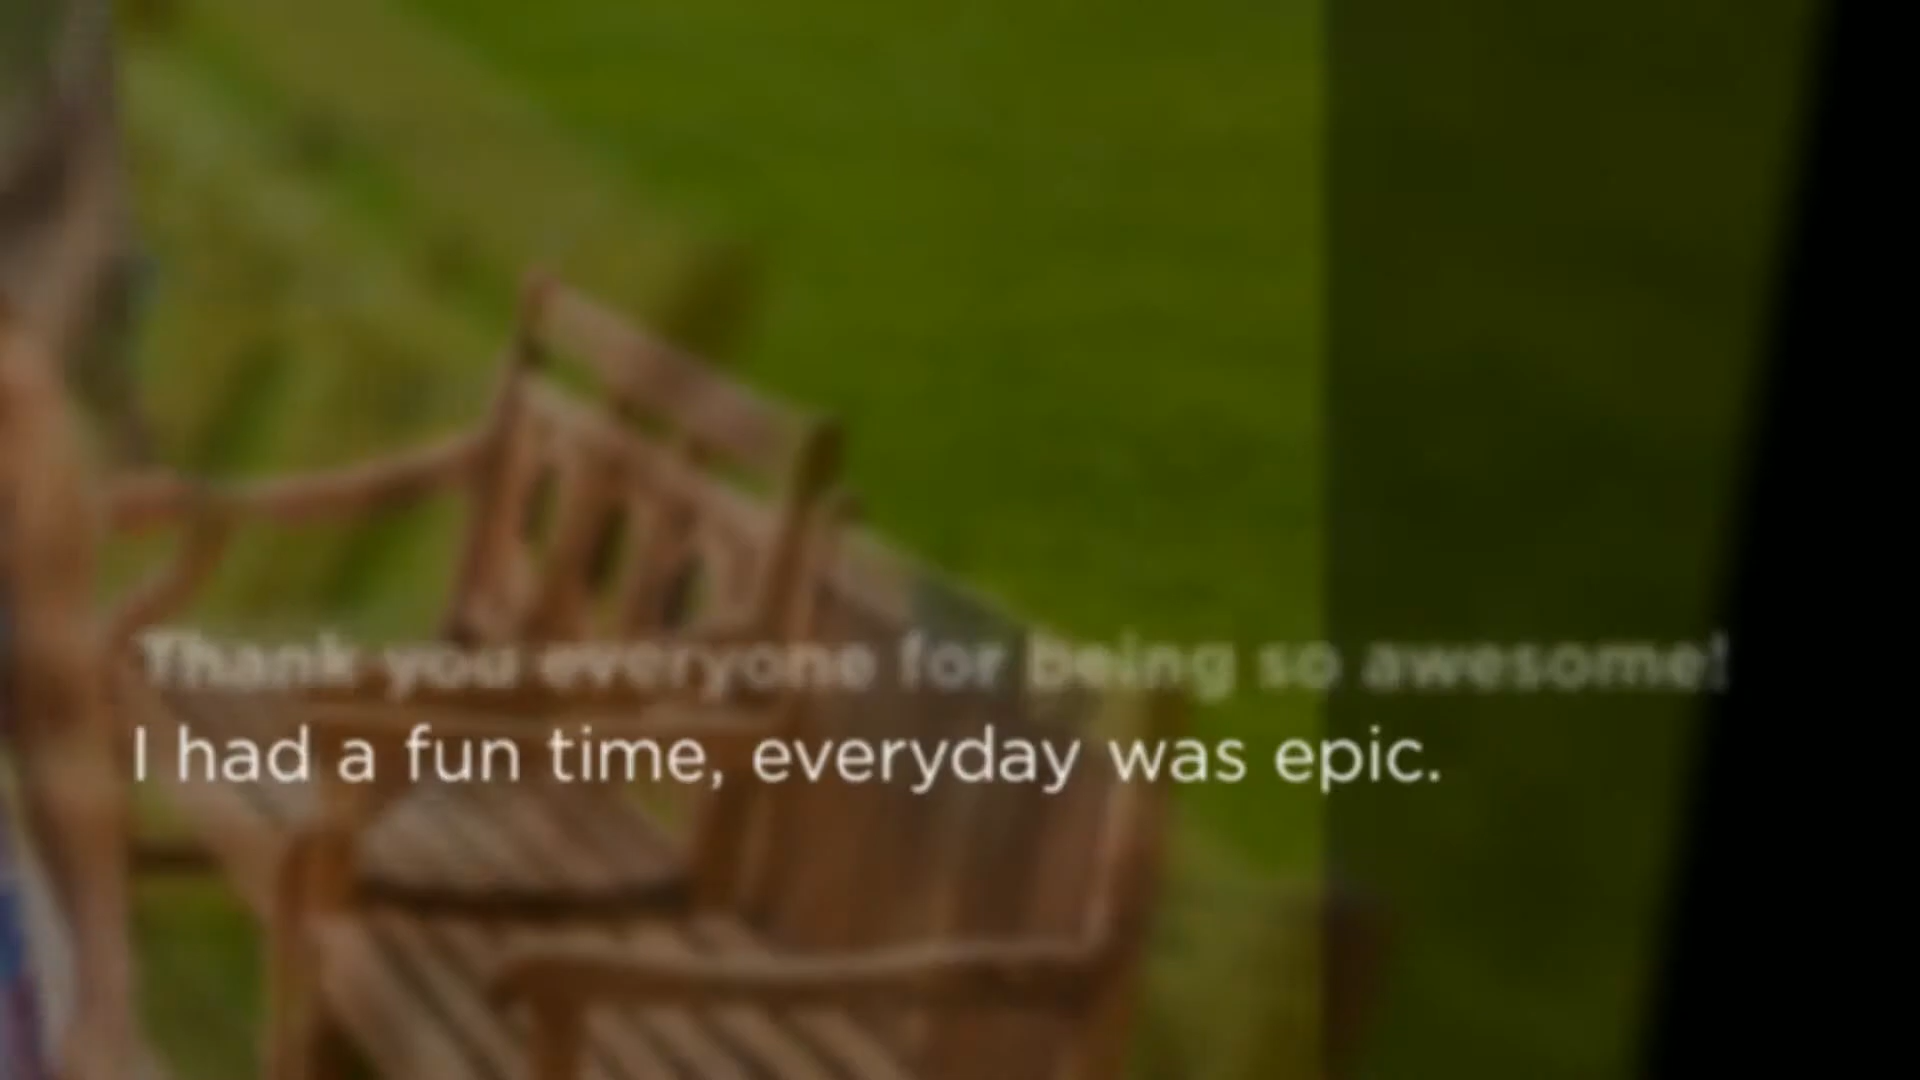 Thank you everyone for being so awesome!
I had a fun time, everyday was epic.